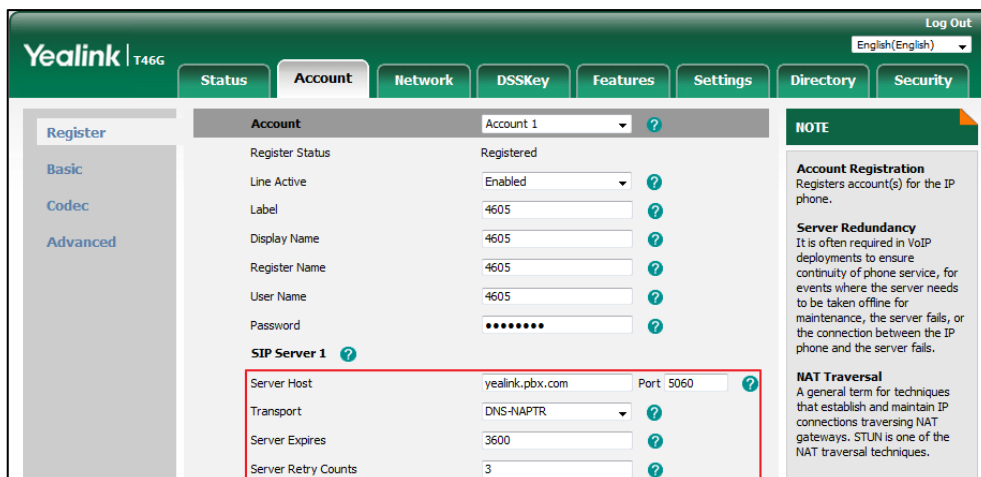 Log Out
Yealink | T46G
English(English)
Status Account Network DSSKey Features Settings Directory Security
Register
Basic
Codec
Advanced
Account Account 1 ?
Register Status Registered
Line Active Enabled ?
Label 4605 ?
Display Name 4605 ?
Register Name 4605 ?
User Name 4605 ?
Password •••••••• ?
SIP Server 1 ?
Server Host yealink.pbx.com Port 5060 ?
Transport DNS-NAPTR ?
Server Expires 3600 ?
Server Retry Counts 3 ?
NOTE
Account Registration
Registers account(s) for the IP
phone.
Server Redundancy
It is often required in VoIP
deployments to ensure
continuity of phone service, for
events where the server needs
to be taken offline for
maintenance, the server fails, or
the connection between the IP
phone and the server fails.
NAT Traversal
A general term for techniques
that establish and maintain IP
connections traversing NAT
gateways. STUN is one of the
NAT traversal techniques.